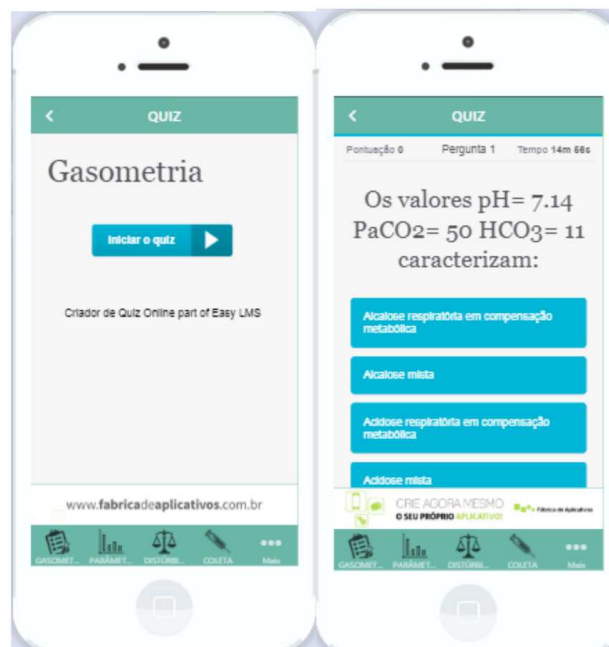 QUIZ
Gasometria
Iniciar o quiz
Criador de Quiz Online part of Easy LMS
www.fabricadeaplicativos.com.br
GASOMET...
PARÂMET...
DISTÚRBI...
COLETA
Mais
QUIZ
Pontuação 0
Pergunta 1
Tempo 14m 58s
Os valores pH= 7.14
PaCO2= 50 HCO3= 11
caracterizam:
Alcalose respiratória em compensação
metabólica
Alcalose mista
Acidose respiratória em compensação
metabólica
Acidose mista
CRIE AGORA MESMO
O SEU PRÓPRIO APLICATIVO!
Fábrica de Aplicativos
GASOMET...
PARÂMET...
DISTÚRBI...
COLETA
Mais